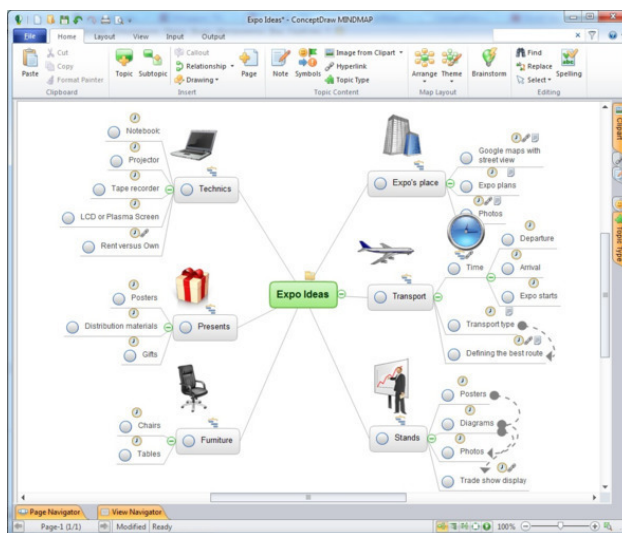 Expo Ideas* - ConceptDraw MINDMAP
File Home Layout View Input Output
Paste
Cut
Copy
Format Painter
Clipboard
Topic
Subtopic
Callout
Relationship
Drawing
Insert
Page
Note
Symbols
Image from Clipart
Hyperlink
Topic Type
Topic Content
Arrange
Theme
Map Layout
Brainstorm
Find
Replace
Select
Spelling
Editing
Clipart
Topic Type
Notebook
Projector
Tape recorder
LCD or Plasma Screen
Rent versus Own
Technics
Posters
Distribution materials
Gifts
Presents
Chairs
Tables
Furniture
Expo Ideas
Expo's place
Google maps with
street view
Expo plans
Photos
Transport
Time
Departure
Arrival
Expo starts
Transport type
Defining the best route
Stands
Posters
Diagrams
Photos
Trade show display
Page Navigator
View Navigator
Page-1 (1/1) Modified Ready 100%